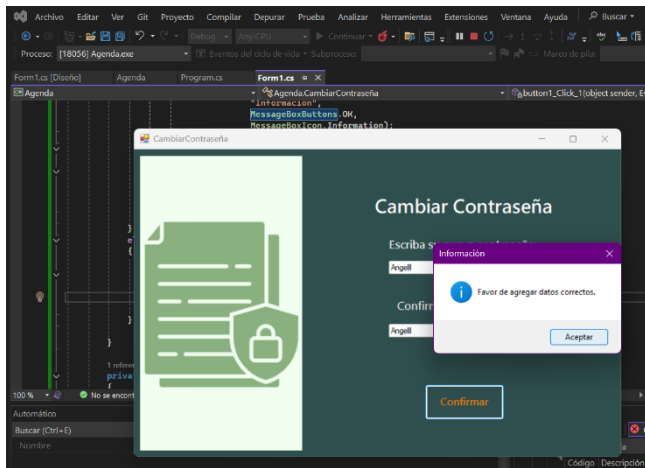 Archivo Editar Ver Git Proyecto Compilar Depurar Prueba Analizar Herramientas Extensiones Ventana Ayuda Buscar
Debug Any CPU Continuar
Proceso: [18056] Agenda.exe Eventos del ciclo de vida Subproceso: Marco de pila:
Form1.cs [Diseño] Agenda Program.cs Form1.cs
Agenda Agenda.CambiarContraseña button1_Click_1(object sender, E
"Informacion",
MessageBoxButtons.OK,
MessageBoxIcon.Information);
CambiarContraseña
Cambiar Contraseña
Escriba
Información
Angell
Favor de agregar datos correctos.
Confir
Angell
Aceptar
Confirmar
}
e
{
}
}
1 refere
priva
{
100 % No se encont
Automático
Buscar (Ctrl+E)
Nombre
Código Descripción